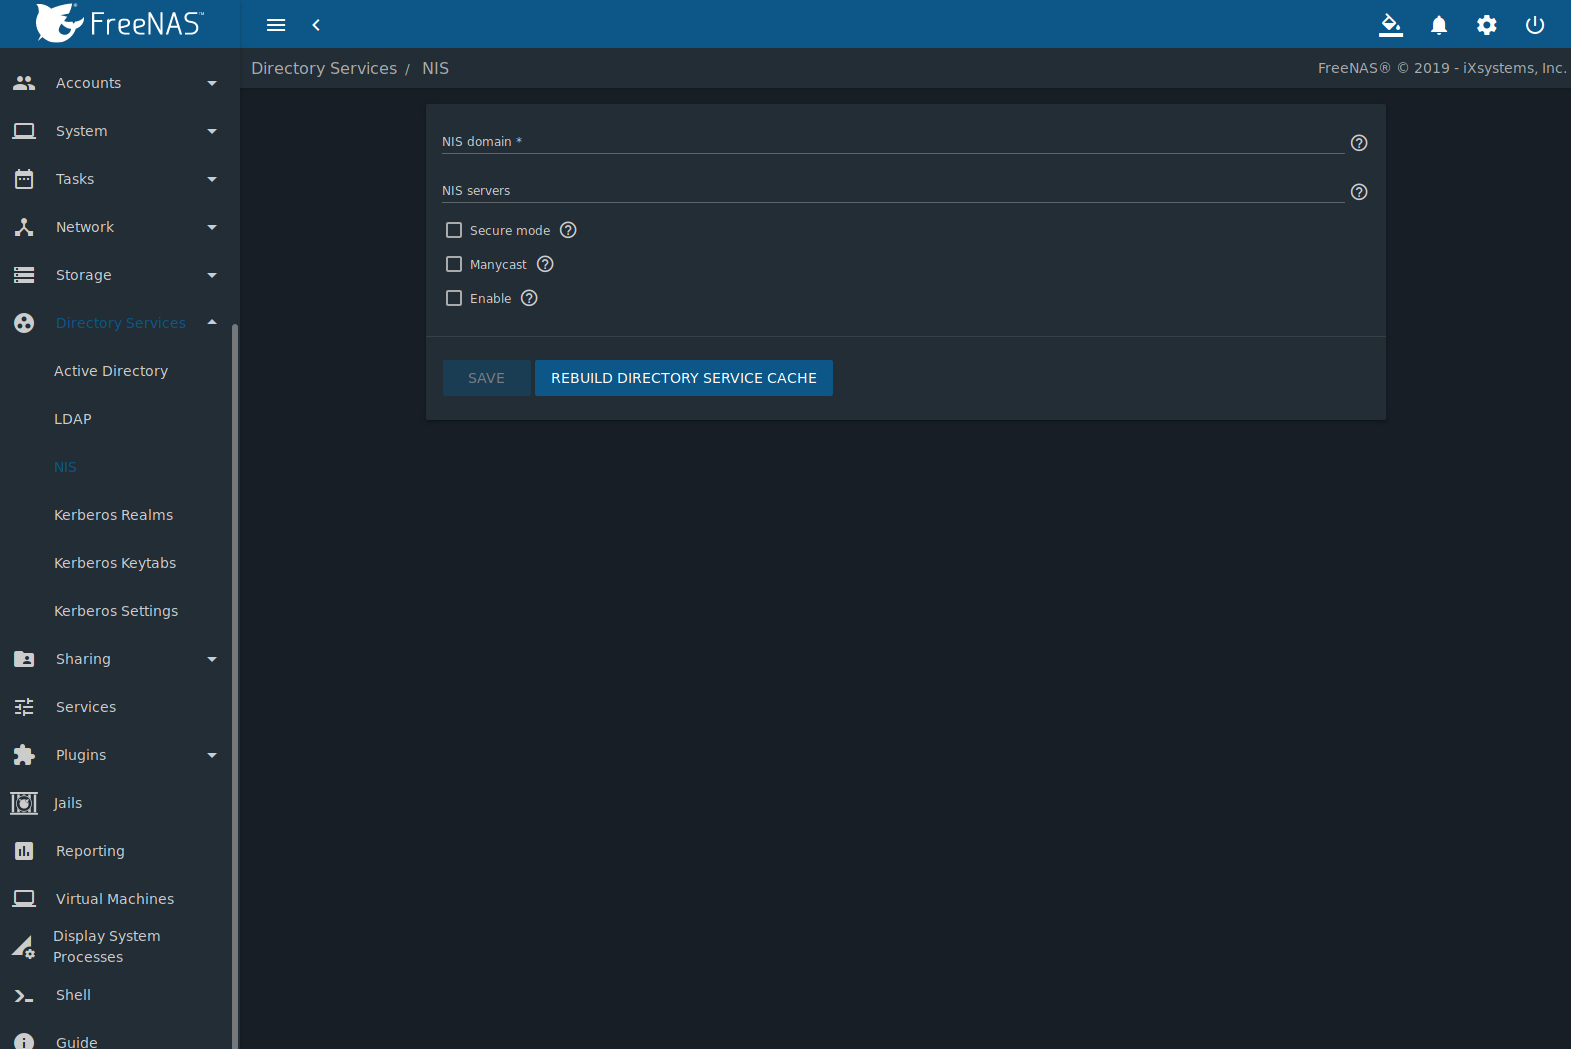 FreeNAS™
Directory Services / NIS
FreeNAS® © 2019 - iXsystems, Inc.
Accounts
System
Tasks
Network
Storage
Directory Services
Active Directory
LDAP
NIS
Kerberos Realms
Kerberos Keytabs
Kerberos Settings
Sharing
Services
Plugins
Jails
Reporting
Virtual Machines
Display System
Processes
Shell
Guide
NIS domain *
NIS servers
Secure mode
Manycast
Enable
SAVE
REBUILD DIRECTORY SERVICE CACHE